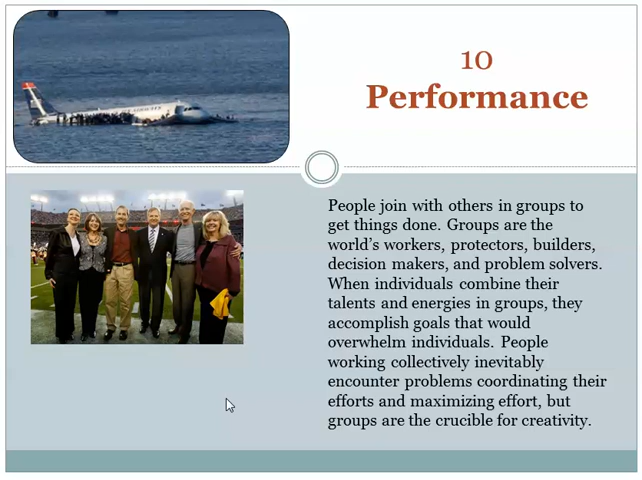 10
Performance
People join with others in groups to
get things done. Groups are the
world's workers, protectors, builders,
decision makers, and problem solvers.
When individuals combine their
talents and energies in groups, they
accomplish goals that would
overwhelm individuals. People
working collectively inevitably
encounter problems coordinating their
efforts and maximizing effort, but
groups are the crucible for creativity.